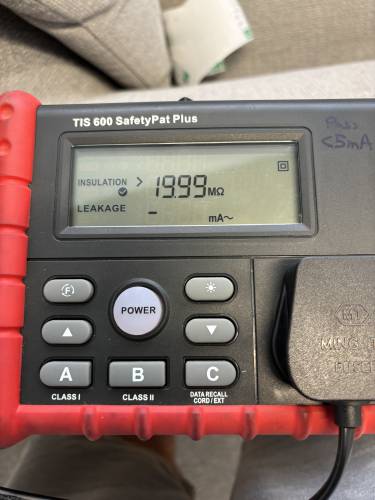 TIS 600 SafetyPat Plus
Pass
<5mA
INSULATION > 19.99 MΩ
LEAKAGE – mA~
F
POWER
A
B
C
CLASS I
CLASS II
DATA RECALL
CORD / EXT